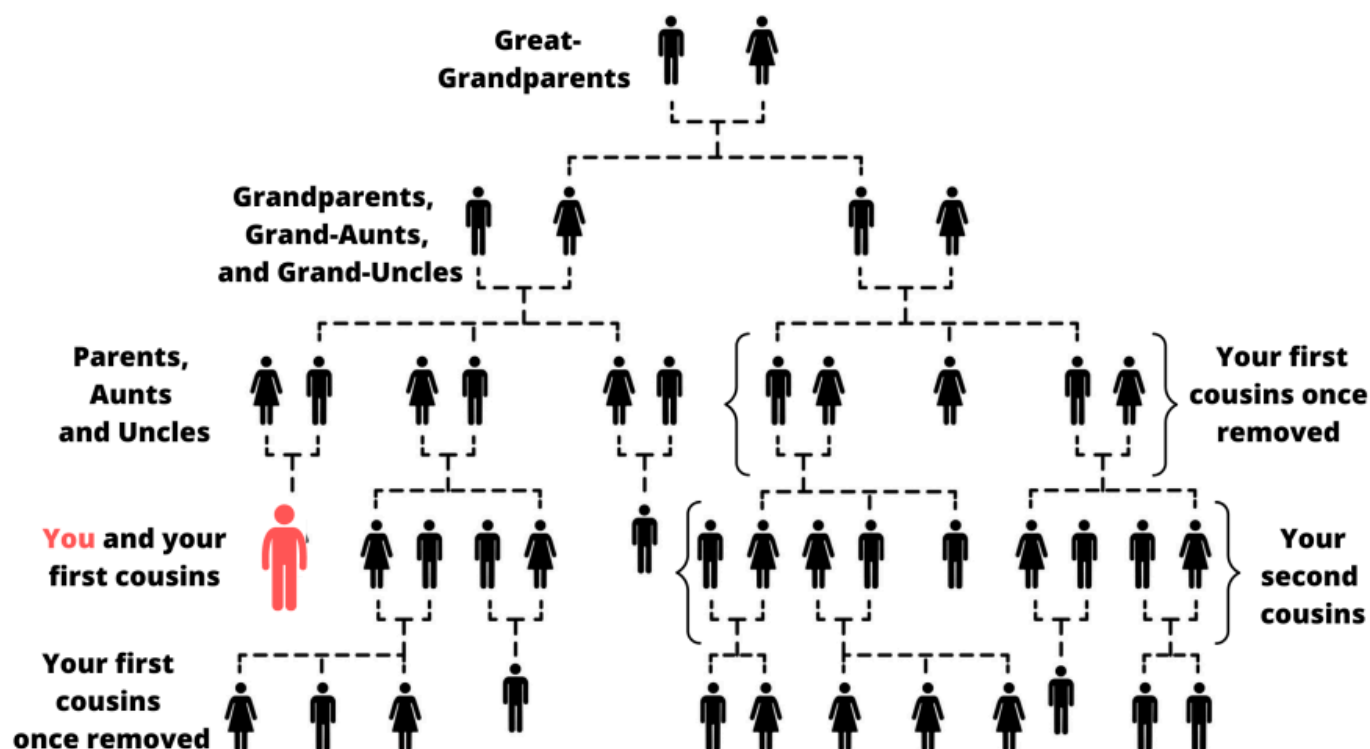 Great-
Grandparents
Grandparents,
Grand-Aunts,
and Grand-Uncles
Parents,
Aunts
and Uncles
Your first
cousins once
removed
You and your
first cousins
Your
second
cousins
Your first
cousins
once removed